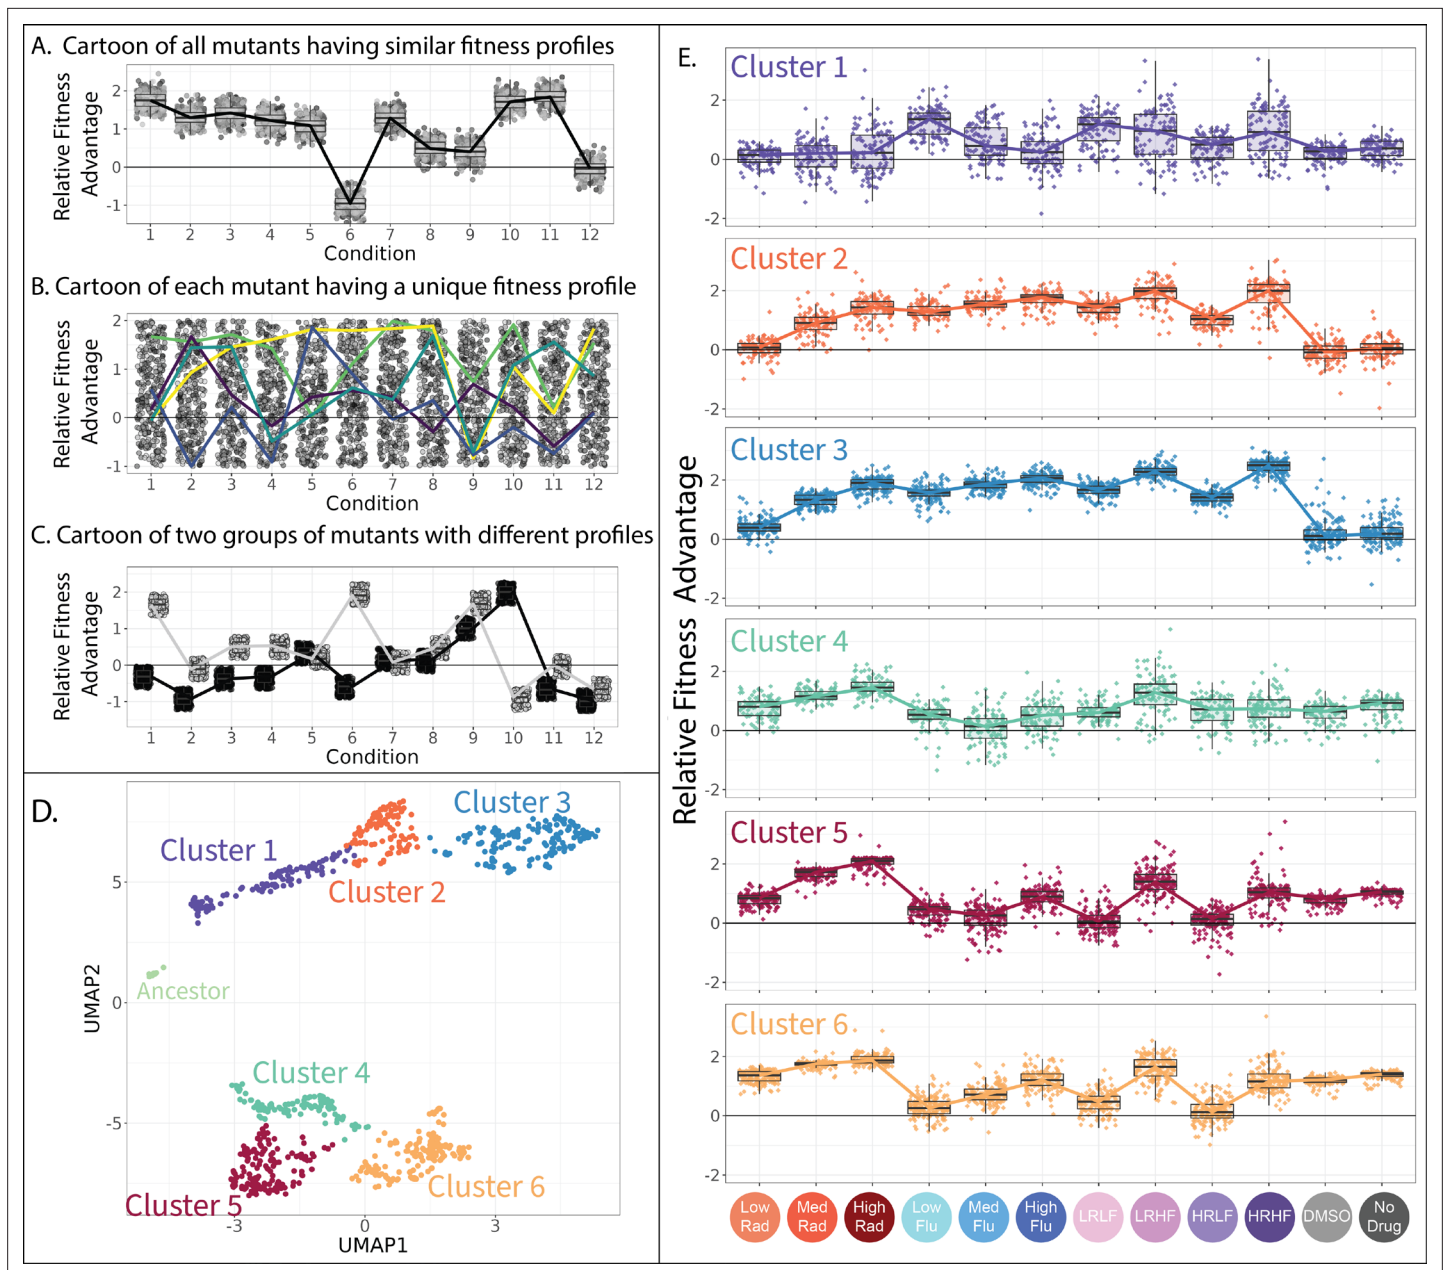 A. Cartoon of all mutants having similar fitness profiles
Relative Fitness
Advantage
2
1
0
-1
1 2 3 4 5 6 7 8 9 10 11 12
Condition
B. Cartoon of each mutant having a unique fitness profile
Relative Fitness
Advantage
2
1
0
-1
1 2 3 4 5 6 7 8 9 10 11 12
Condition
C. Cartoon of two groups of mutants with different profiles
Relative Fitness
Advantage
2
1
0
-1
1 2 3 4 5 6 7 8 9 10 11 12
Condition
D.
Cluster 3
Cluster 1
Cluster 2
Ancestor
Cluster 4
Cluster 6
Cluster 5
UMAP2
5
0
-5
-3 0 3
UMAP1
E.
Relative Fitness Advantage
Cluster 1
2
0
-2
Cluster 2
2
0
-2
Cluster 3
2
0
-2
Cluster 4
2
0
-2
Cluster 5
2
0
-2
Cluster 6
2
0
-2
Low Rad
Med Rad
High Rad
Low Flu
Med Flu
High Flu
LRLF
LRHF
HRLF
HRHF
DMSO
No Drug